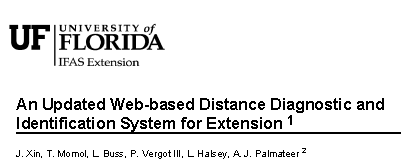 UF UNIVERSITY of
FLORIDA
IFAS Extension
An Updated Web-based Distance Diagnostic and
Identification System for Extension 1
J. Xin, T. Momol, L. Buss, P. Vergot III, L. Halsey, A. J. Palmateer 2